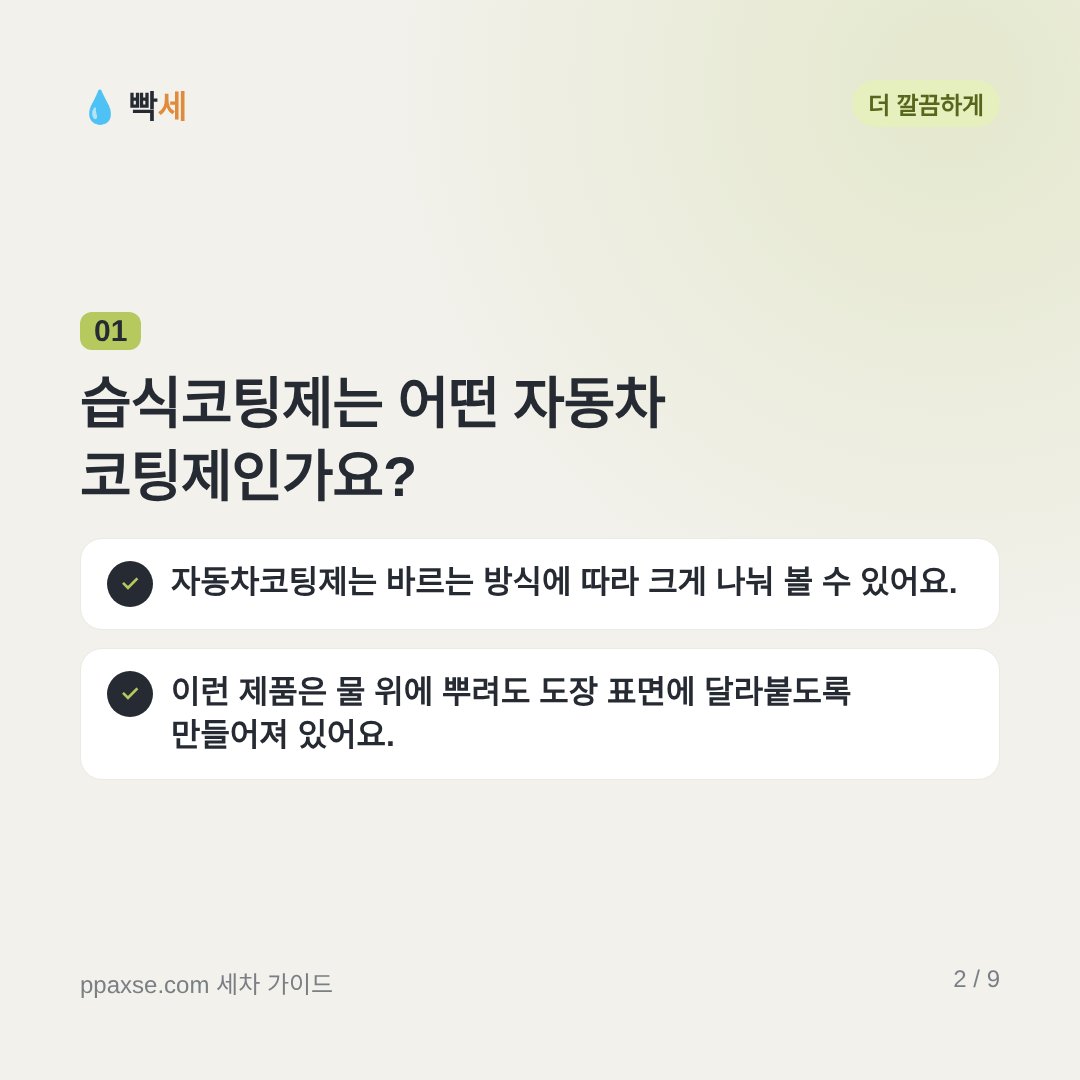 빡세
더 깔끔하게
01
습식코팅제는 어떤 자동차
코팅제인가요?
자동차코팅제는 바르는 방식에 따라 크게 나눠 볼 수 있어요.
이런 제품은 물 위에 뿌려도 도장 표면에 달라붙도록
만들어져 있어요.
ppaxse.com 세차 가이드
2 / 9